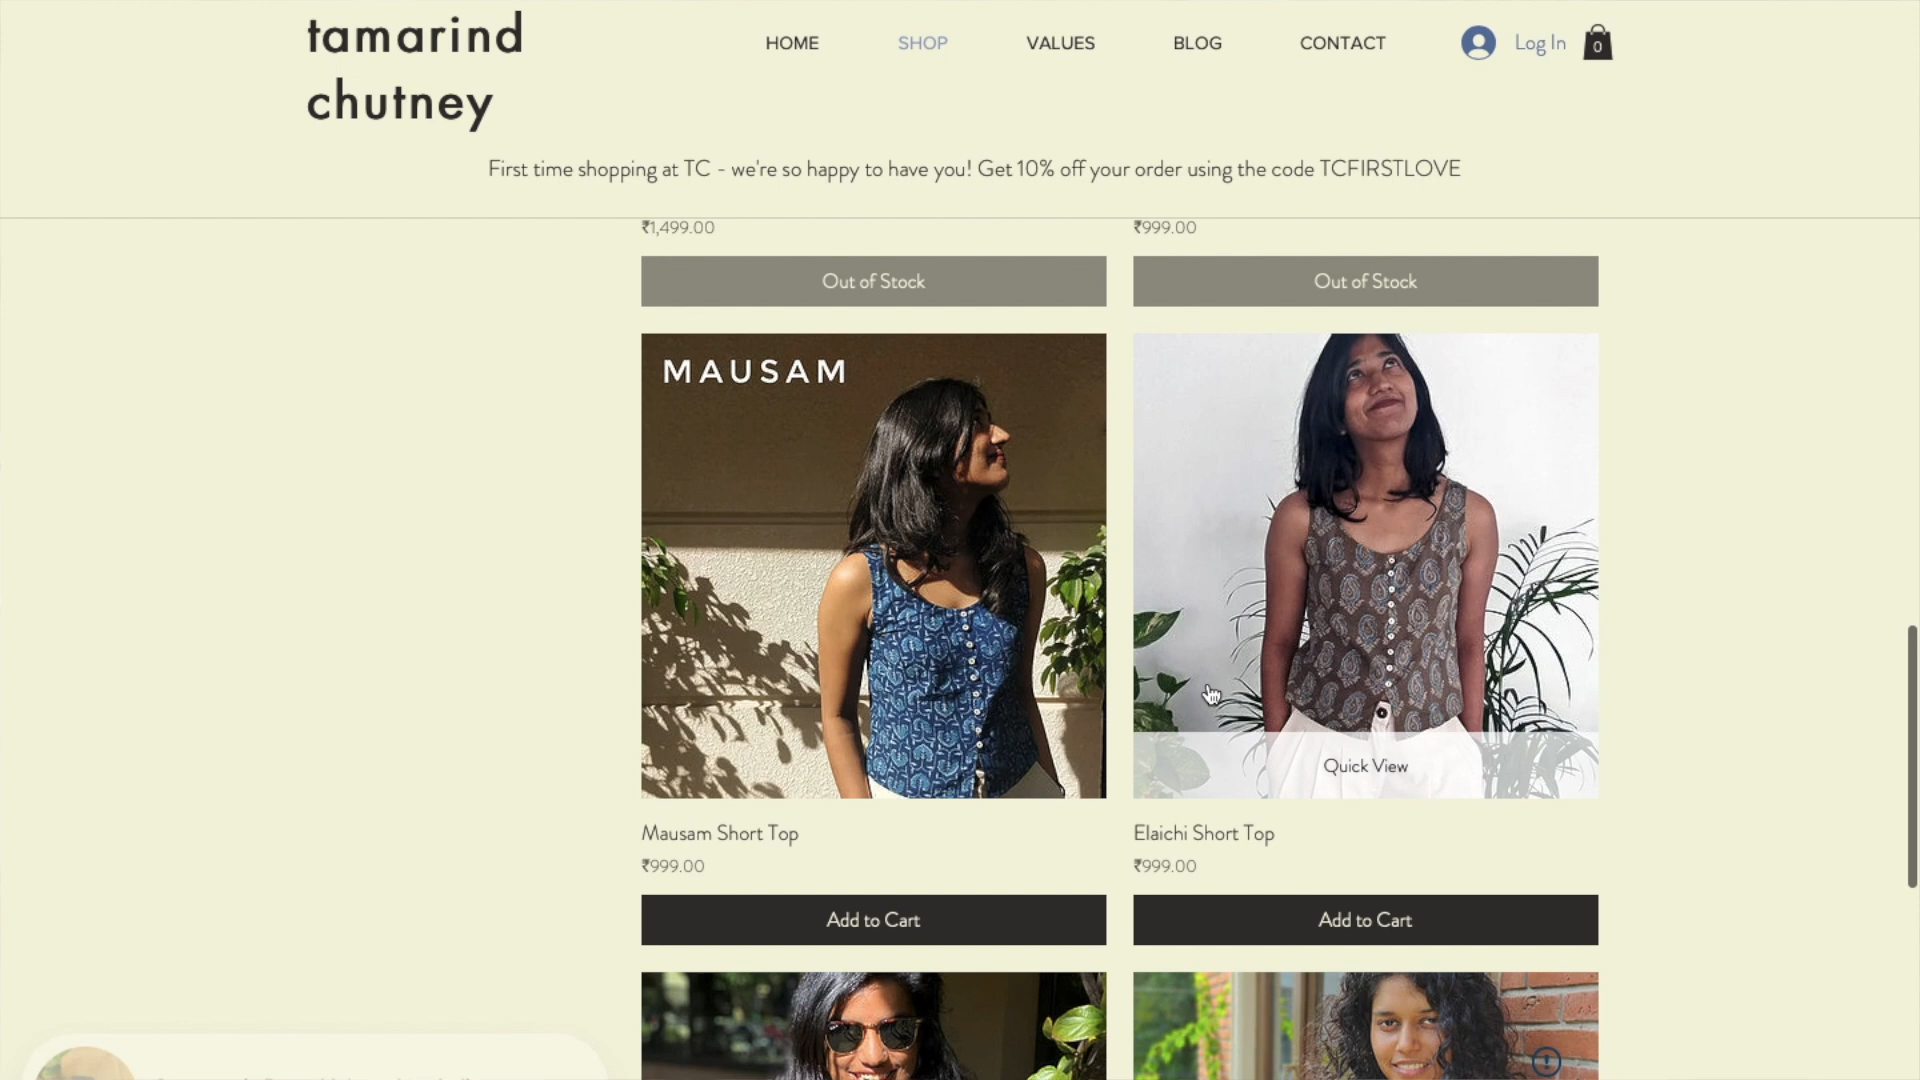 tamarind
chutney
HOME
SHOP
VALUES
BLOG
CONTACT
Log In
0
First time shopping at TC - we're so happy to have you! Get 10% off your order using the code TCFIRSTLOVE
₹1,499.00
₹999.00
Out of Stock
Out of Stock
MAUSAM
Quick View
Mausam Short Top
₹999.00
Elaichi Short Top
₹999.00
Add to Cart
Add to Cart